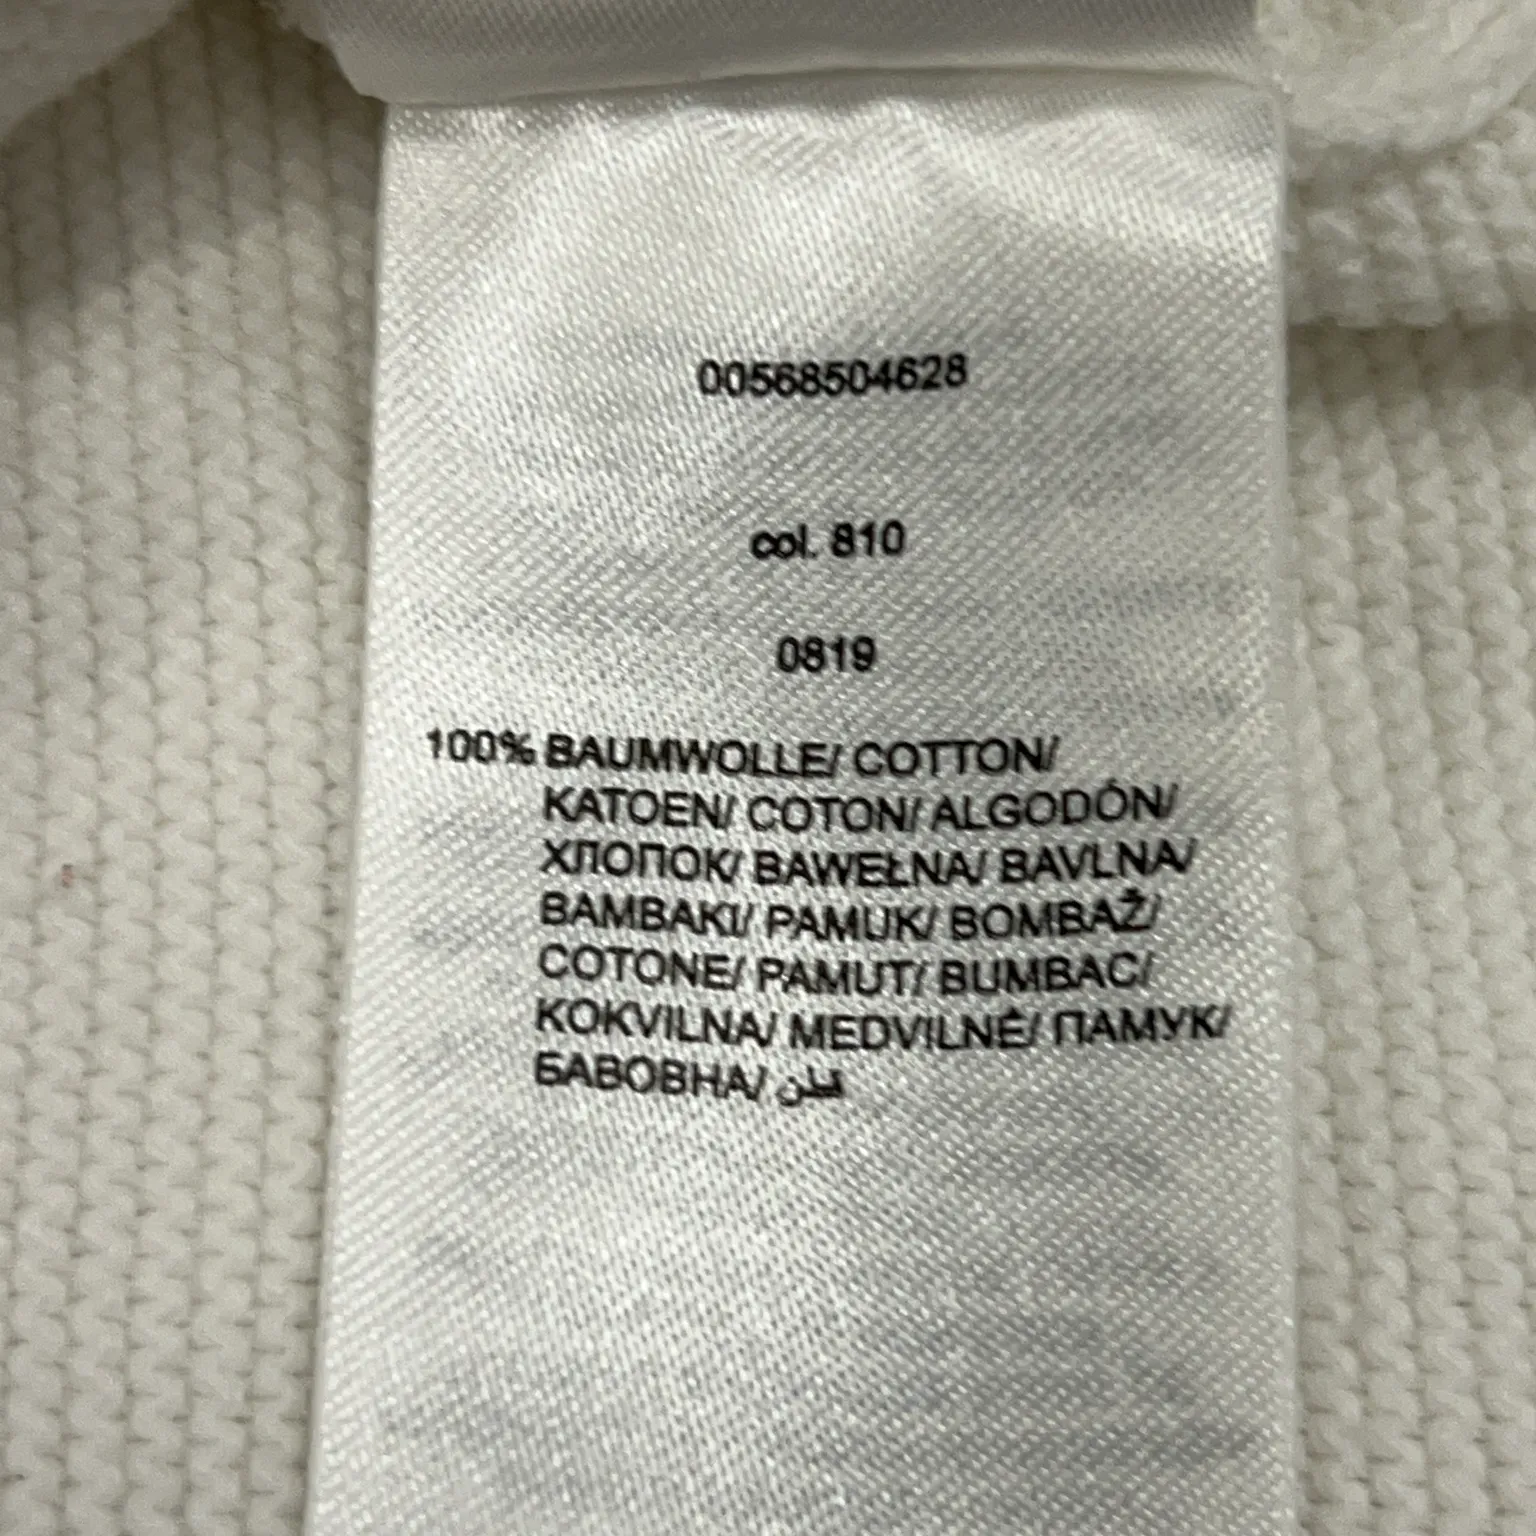 00568504628
col. 810
0819
100% BAUMWOLLE/ COTTON/
KATOEN/ COTON/ ALGODÓN/
ХЛОПОК/ BAWEŁNA/ BAVLNA/
BAMBAKI/ PAMUK/ BOMBAŽ/
COTONE/ PAMUT/ BUMBAC/
KOKVILNA/ MEDVILNĖ/ ПАМУК/
БАВОВНА/ قطن